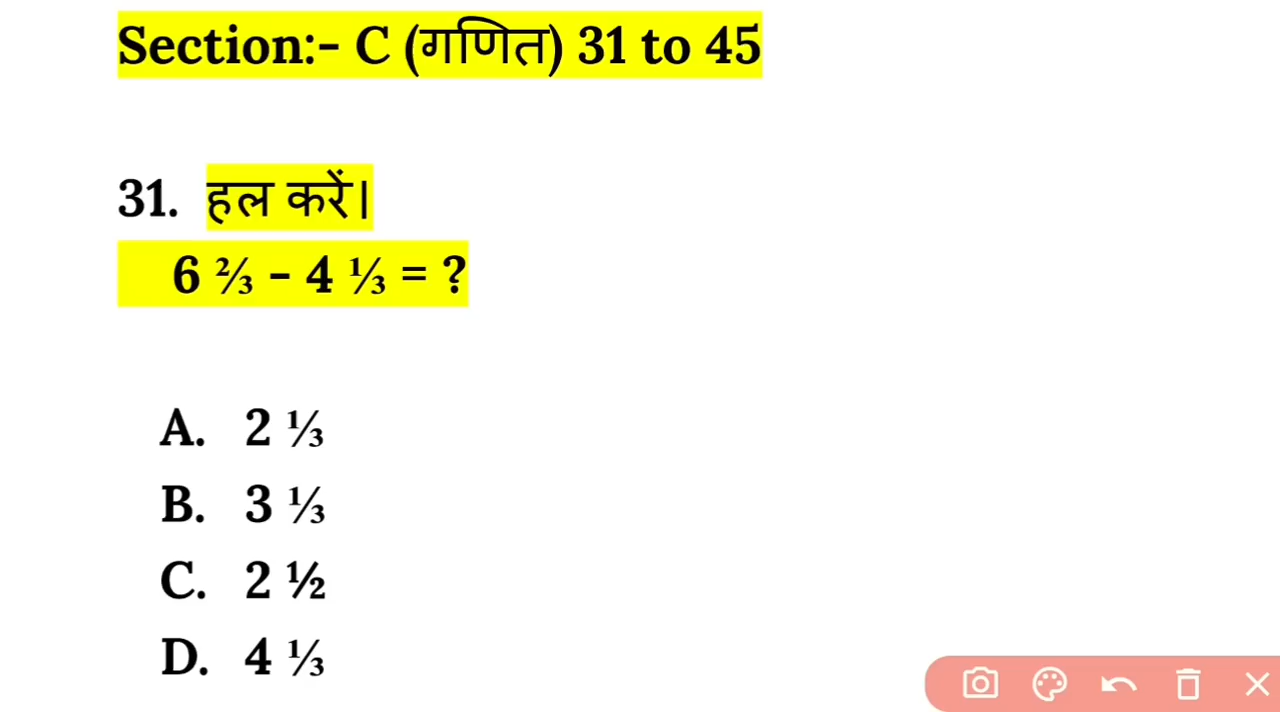 Section:- C (गणित) 31 to 45
31. हल करें।
6 ⅔ - 4 ⅓ = ?
A. 2 ⅓
B. 3 ⅓
C. 2 ½
D. 4 ⅓